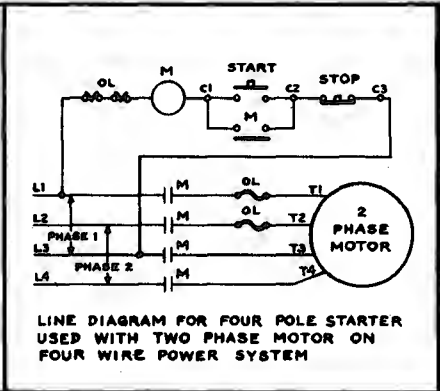 OL M START STOP
C1 C2 C3
M
L1 M OL T1
L2 M OL T2
PHASE 1
L3 M T3
PHASE 2
L4 M T4
2
PHASE
MOTOR
LINE DIAGRAM FOR FOUR POLE STARTER
USED WITH TWO PHASE MOTOR ON
FOUR WIRE POWER SYSTEM